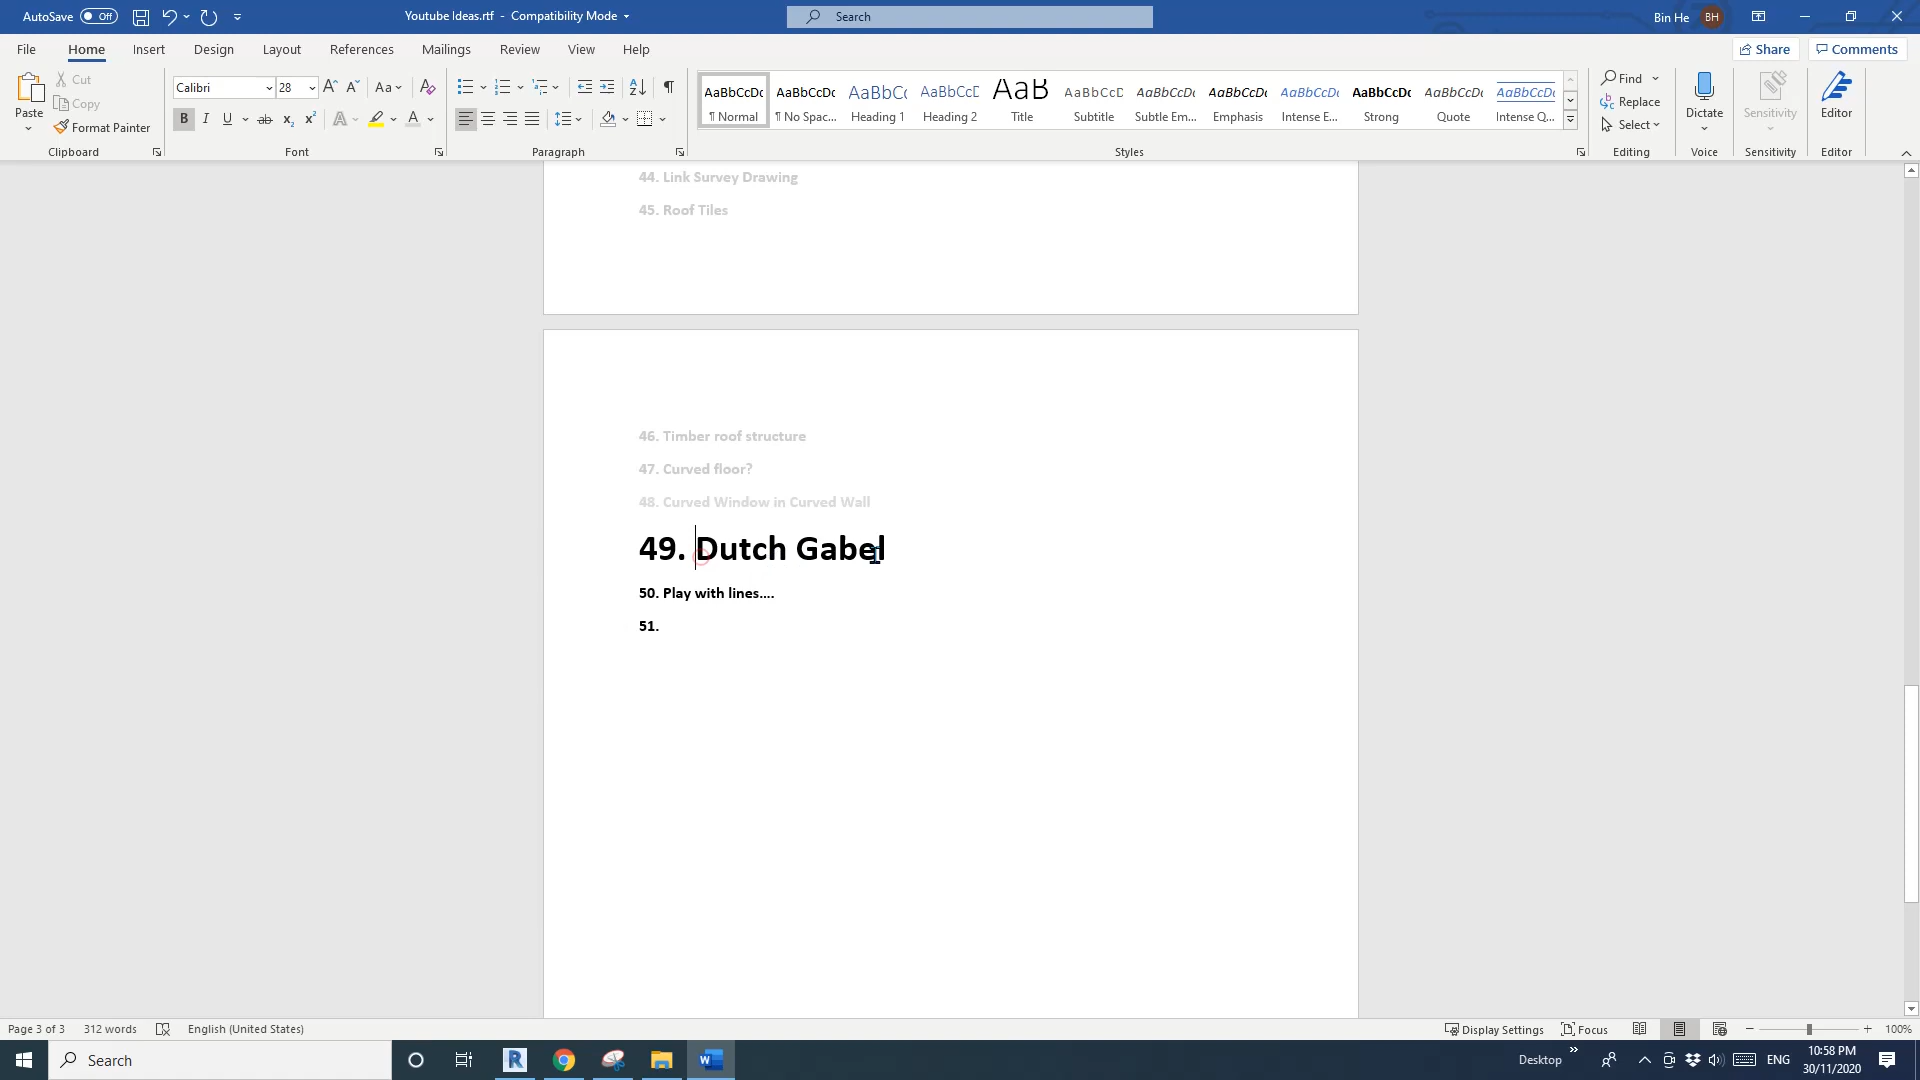 AutoSave Off Youtube Ideas.rtf - Compatibility Mode Search Bin He BH
File Home Insert Design Layout References Mailings Review View Help Share Comments
Paste Cut Copy Format Painter
Clipboard
Calibri 28 Aa
B I U ab x₂ x² A A
Font
Paragraph
AaBbCcDc AaBbCcDc AaBbCc AaBbCcD AaB AaBbCcD AaBbCcDc AaBbCcDc AaBbCcDc AaBbCcDc AaBbCcDc AaBbCcDc
¶ Normal ¶ No Spac... Heading 1 Heading 2 Title Subtitle Subtle Em... Emphasis Intense E... Strong Quote Intense Q...
Styles
Find
Replace
Select
Editing
Dictate
Voice
Sensitivity
Sensitivity
Editor
Editor
44. Link Survey Drawing
45. Roof Tiles
46. Timber roof structure
47. Curved floor?
48. Curved Window in Curved Wall
49. Dutch Gabel
50. Play with lines....
51.
Page 3 of 3 312 words English (United States) Display Settings Focus 100%
Search Desktop ENG 10:58 PM
30/11/2020